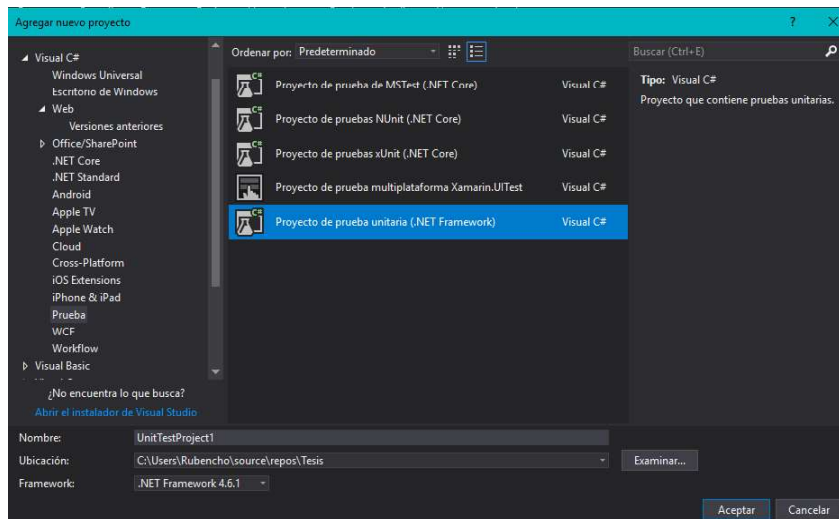 Agregar nuevo proyecto
? ×
Visual C#
Windows Universal
Escritorio de Windows
Web
Versiones anteriores
Office/SharePoint
.NET Core
.NET Standard
Android
Apple TV
Apple Watch
Cloud
Cross-Platform
iOS Extensions
iPhone & iPad
Prueba
WCF
Workflow
Visual Basic
¿No encuentra lo que busca?
Abrir el instalador de Visual Studio
Ordenar por: Predeterminado
Proyecto de prueba de MSTest (.NET Core) Visual C#
Proyecto de pruebas NUnit (.NET Core) Visual C#
Proyecto de pruebas xUnit (.NET Core) Visual C#
Proyecto de prueba multiplataforma Xamarin.UITest Visual C#
Proyecto de prueba unitaria (.NET Framework) Visual C#
Buscar (Ctrl+E)
Tipo: Visual C#
Proyecto que contiene pruebas unitarias.
Nombre: UnitTestProject1
Ubicación: C:\Users\Rubencho\source\repos\Tesis Examinar...
Framework: .NET Framework 4.6.1
Aceptar Cancelar